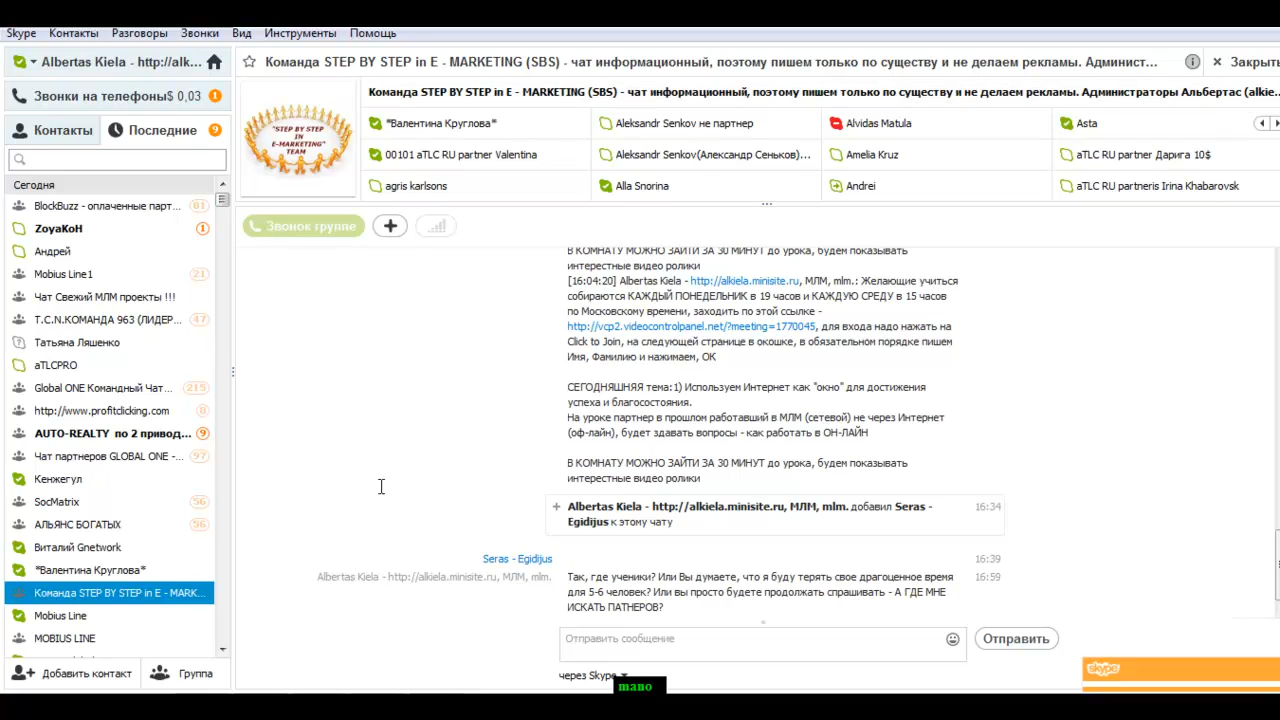 Skype Контакты Разговоры Звонки Вид Инструменты Помощь
Albertas Kiela - http://alk...
Звонки на телефоны $ 0,03 1
Контакты Последние 9
Сегодня
BlockBuzz - оплаченные парт... 81
ZoyaKoH 1
Андрей
Mobius Line1 21
Чат Свежий МЛМ проекты !!!
T.C.N.КОМАНДА 963 (ЛИДЕР... 47
Татьяна Ляшенко
aTLCPRO
Global ONE Командный Чат... 215
http://www.profitclicking.com 8
AUTO-REALTY по 2 привод... 9
Чат партнеров GLOBAL ONE -... 97
Кенжегул
SocMatrix 56
АЛЬЯНС БОГАТЫХ 56
Виталий Gnetwork
*Валентина Круглова*
Команда STEP BY STEP in E - MARK...
Mobius Line
MOBIUS LINE
Добавить контакт Группа
Команда STEP BY STEP in E - MARKETING (SBS) - чат информационный, поэтому пишем только по существу и не делаем рекламы. Админист...
Закрыть
"STEP BY STEP
IN
E-MARKETING"
TEAM
Команда STEP BY STEP in E - MARKETING (SBS) - чат информационный, поэтому пишем только по существу и не делаем рекламы. Администраторы Альбертас (alkie...
*Валентина Круглова* Aleksandr Senkov не партнер Alvidas Matula Asta
00101 aTLC RU partner Valentina Aleksandr Senkov(Александр Сеньков)... Amelia Kruz aTLC RU partner Дарига 10$
agris karlsons Alla Snorina Andrei aTLC RU partneris Irina Khabarovsk
Звонок группе
В КОМНАТУ МОЖНО ЗАЙТИ ЗА 30 МИНУТ до урока, будем показывать
интерестные видео ролики
[16:04:20] Albertas Kiela - http://alkiela.minisite.ru, МЛМ, mlm.: Желающие учиться
собираются КАЖДЫЙ ПОНЕДЕЛЬНИК в 19 часов и КАЖДУЮ СРЕДУ в 15 часов
по Московскому времени, заходить по этой ссылке -
http://vcp2.videocontrolpanel.net/?meeting=1770045, для входа надо нажать на
Click to Join, на следующей странице в окошке, в обязательном порядке пишем
Имя, Фамилию и нажимаем, ОК
СЕГОДНЯШНЯЯ тема:1) Используем Интернет как "окно" для достижения
успеха и благосостояния.
На уроке партнер в прошлом работавший в МЛМ (сетевой) не через Интернет
(оф-лайн), будет здавать вопросы - как работать в ОН-ЛАЙН
В КОМНАТУ МОЖНО ЗАЙТИ ЗА 30 МИНУТ до урока, будем показывать
интерестные видео ролики
Albertas Kiela - http://alkiela.minisite.ru, МЛМ, mlm. добавил Seras - 16:34
Egidijus к этому чату
Seras - Egidijus 16:39
Albertas Kiela - http://alkiela.minisite.ru, МЛМ, mlm. Так, где ученики? Или Вы думаете, что я буду терять свое драгоценное время 16:59
для 5-6 человек? Или вы просто будете продолжать спрашивать - А ГДЕ МНЕ
ИСКАТЬ ПАТНЕРОВ?
Отправить сообщение Отправить
через Skype
skype
mano